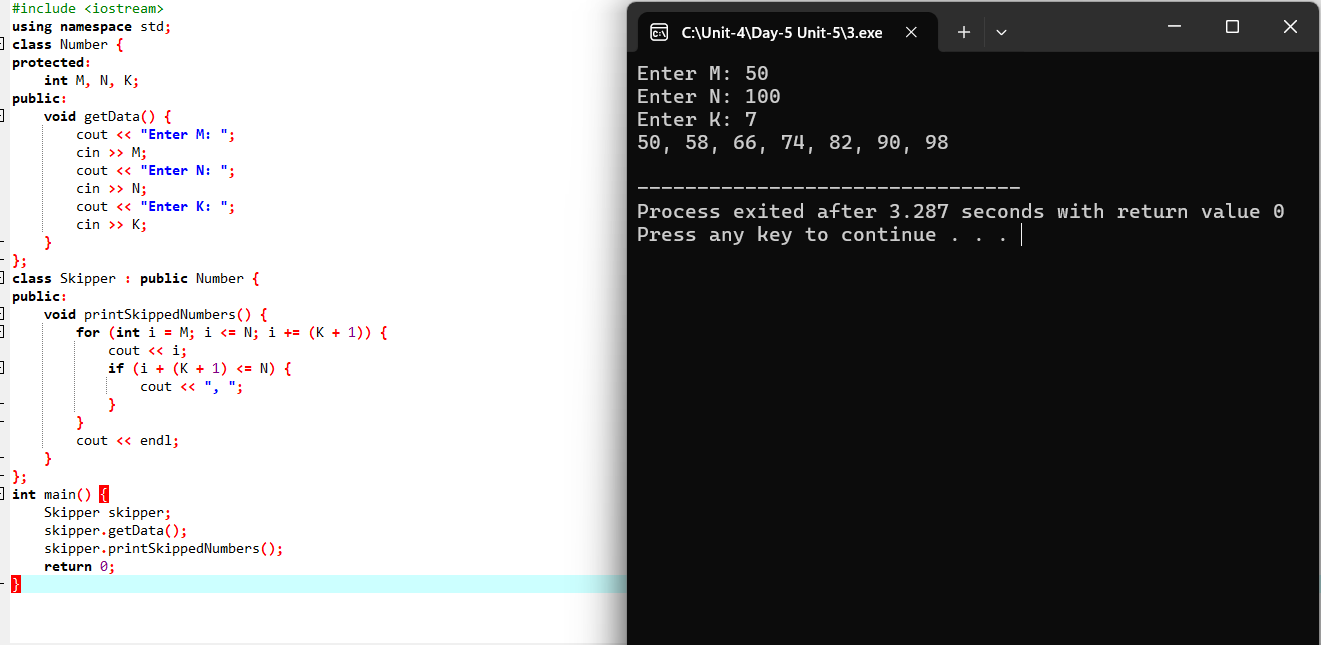 #include <iostream>
using namespace std;
class Number {
protected:
    int M, N, K;
public:
    void getData() {
        cout << "Enter M: ";
        cin >> M;
        cout << "Enter N: ";
        cin >> N;
        cout << "Enter K: ";
        cin >> K;
    }
};
class Skipper : public Number {
public:
    void printSkippedNumbers() {
        for (int i = M; i <= N; i += (K + 1)) {
            cout << i;
            if (i + (K + 1) <= N) {
                cout << ", ";
            }
        }
        cout << endl;
    }
};
int main() {
    Skipper skipper;
    skipper.getData();
    skipper.printSkippedNumbers();
    return 0;
}
C:\Unit-4\Day-5 Unit-5\3.exe
Enter M: 50
Enter N: 100
Enter K: 7
50, 58, 66, 74, 82, 90, 98
--------------------------------
Process exited after 3.287 seconds with return value 0
Press any key to continue . . .